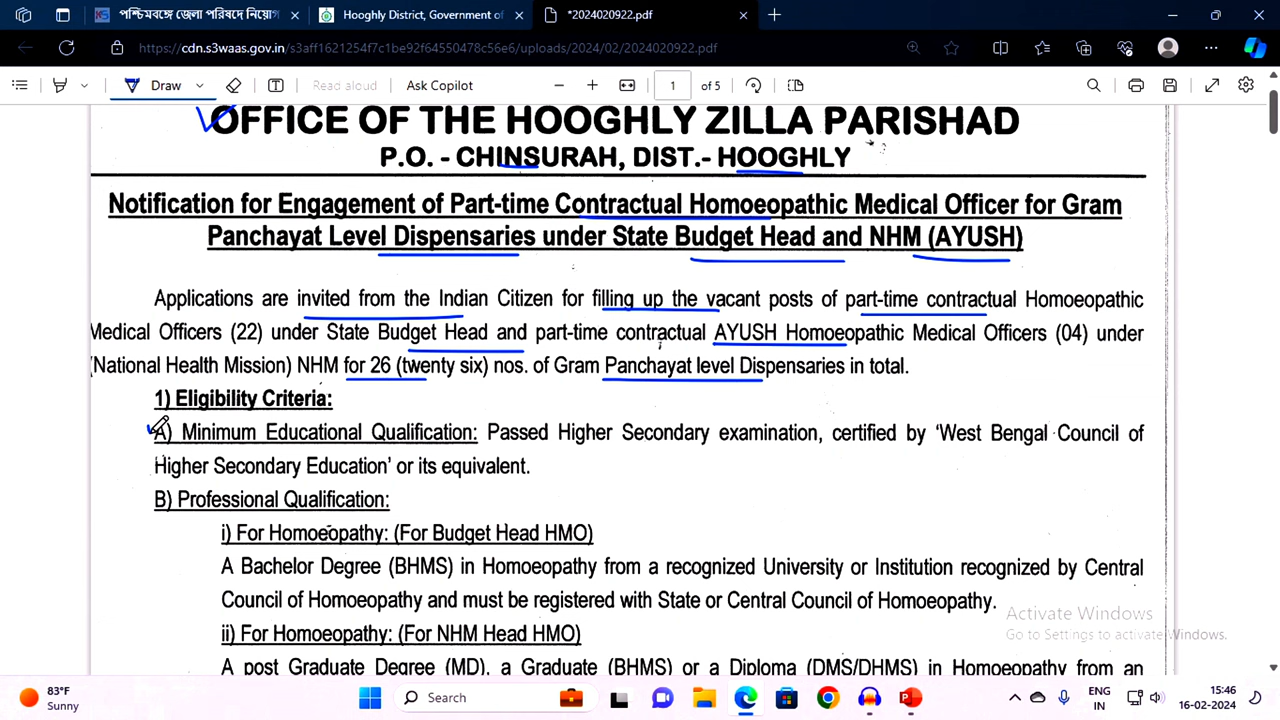 পশ্চিমবঙ্গে জেলা পরিষদে নিয়োগ
Hooghly District, Government of
*2024020922.pdf
https://cdn.s3waas.gov.in/s3aff1621254f7c1be92f64550478c56e6/uploads/2024/02/2024020922.pdf
Draw
Read aloud
Ask Copilot
1 of 5
OFFICE OF THE HOOGHLY ZILLA PARISHAD
P.O. - CHINSURAH, DIST.- HOOGHLY
Notification for Engagement of Part-time Contractual Homoeopathic Medical Officer for Gram
Panchayat Level Dispensaries under State Budget Head and NHM (AYUSH)
Applications are invited from the Indian Citizen for filling up the vacant posts of part-time contractual Homoeopathic
Medical Officers (22) under State Budget Head and part-time contractual AYUSH Homoeopathic Medical Officers (04) under
(National Health Mission) NHM for 26 (twenty six) nos. of Gram Panchayat level Dispensaries in total.
1) Eligibility Criteria:
A) Minimum Educational Qualification: Passed Higher Secondary examination, certified by 'West Bengal Council of
Higher Secondary Education' or its equivalent.
B) Professional Qualification:
i) For Homoeopathy: (For Budget Head HMO)
A Bachelor Degree (BHMS) in Homoeopathy from a recognized University or Institution recognized by Central
Council of Homoeopathy and must be registered with State or Central Council of Homoeopathy.
ii) For Homoeopathy: (For NHM Head HMO)
A post Graduate Degree (MD), a Graduate (BHMS) or a Diploma (DMS/DHMS) in Homoeopathy from an
Activate Windows
Go to Settings to activate Windows.
83°F
Sunny
Search
ENG
IN
15:46
16-02-2024